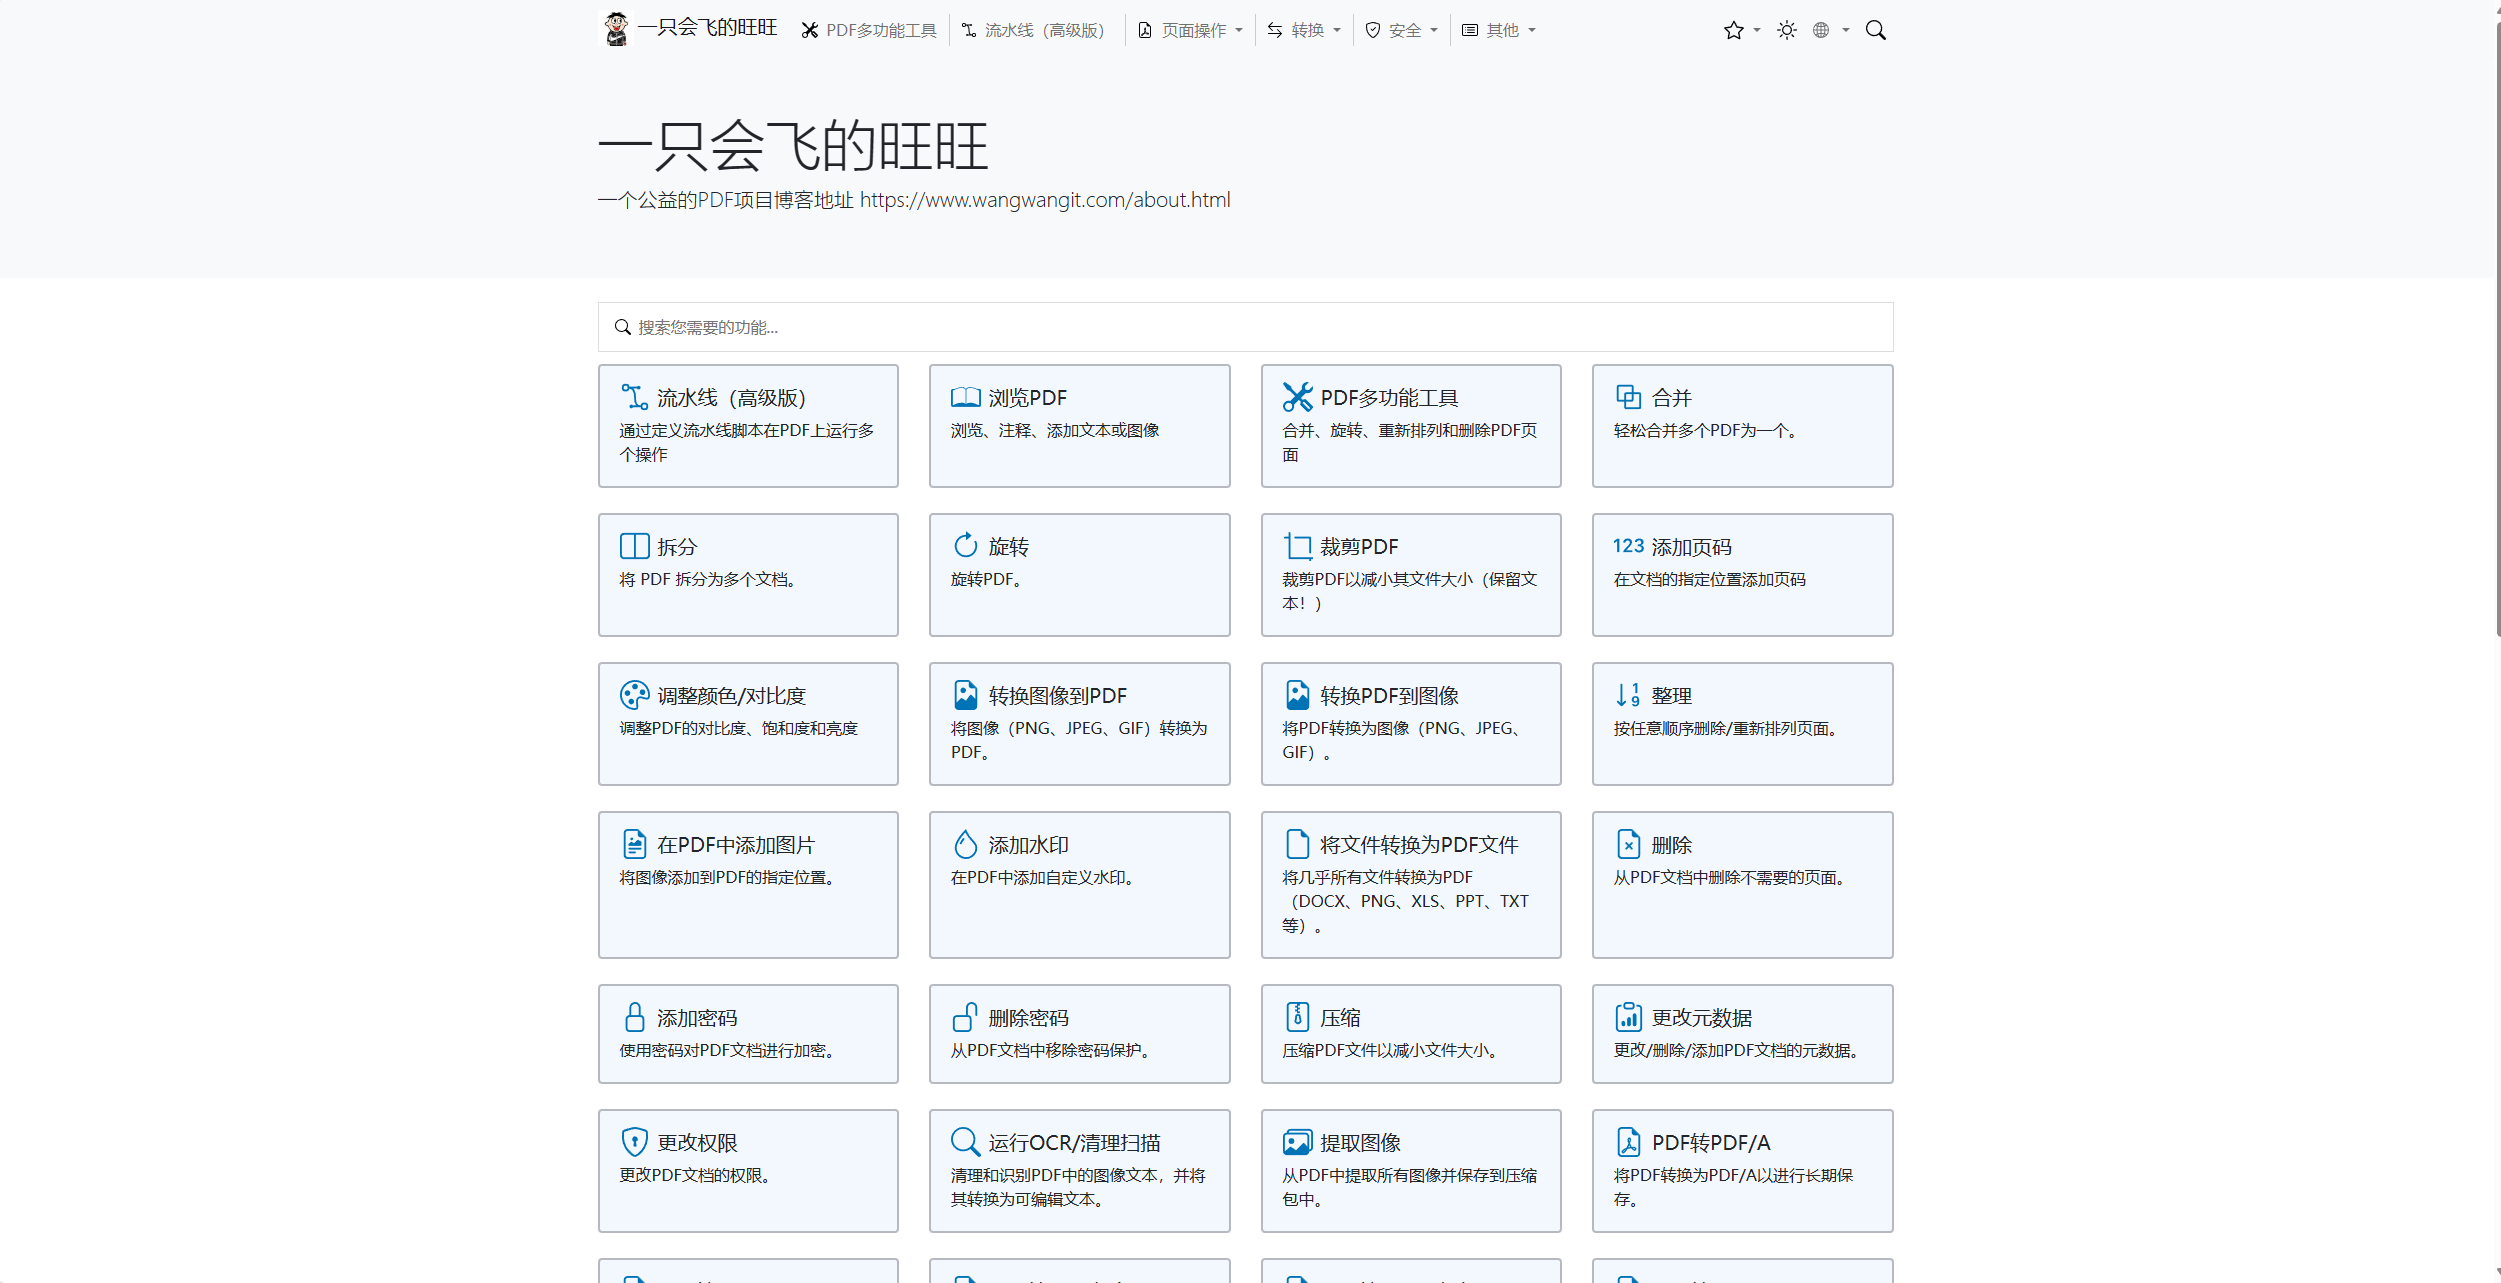 一只会飞的旺旺 PDF多功能工具 流水线（高级版） 页面操作 转换 安全 其他
一只会飞的旺旺
一个公益的PDF项目博客地址 https://www.wangwangit.com/about.html
搜索您需要的功能...
流水线（高级版）
通过定义流水线脚本在PDF上运行多
个操作
浏览PDF
浏览、注释、添加文本或图像
PDF多功能工具
合并、旋转、重新排列和删除PDF页
面
合并
轻松合并多个PDF为一个。
拆分
将 PDF 拆分为多个文档。
旋转
旋转PDF。
裁剪PDF
裁剪PDF以减小其文件大小（保留文
本！）
123 添加页码
在文档的指定位置添加页码
调整颜色/对比度
调整PDF的对比度、饱和度和亮度
转换图像到PDF
将图像（PNG、JPEG、GIF）转换为
PDF。
转换PDF到图像
将PDF转换为图像（PNG、JPEG、
GIF）。
整理
按任意顺序删除/重新排列页面。
在PDF中添加图片
将图像添加到PDF的指定位置。
添加水印
在PDF中添加自定义水印。
将文件转换为PDF文件
将几乎所有文件转换为PDF
（DOCX、PNG、XLS、PPT、TXT
等）。
删除
从PDF文档中删除不需要的页面。
添加密码
使用密码对PDF文档进行加密。
删除密码
从PDF文档中移除密码保护。
压缩
压缩PDF文件以减小文件大小。
更改元数据
更改/删除/添加PDF文档的元数据。
更改权限
更改PDF文档的权限。
运行OCR/清理扫描
清理和识别PDF中的图像文本，并将
其转换为可编辑文本。
提取图像
从PDF中提取所有图像并保存到压缩
包中。
PDF转PDF/A
将PDF转换为PDF/A以进行长期保
存。